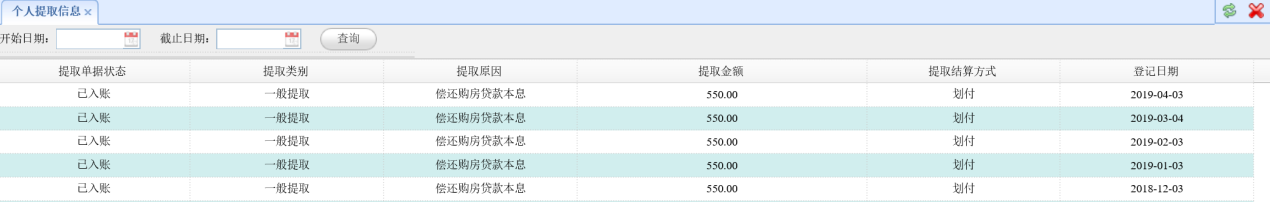 个人提取信息
开始日期： 截止日期： 查询
提取单据状态 提取类别 提取原因 提取金额 提取结算方式 登记日期
已入账 一般提取 偿还购房贷款本息 550.00 划付 2019-04-03
已入账 一般提取 偿还购房贷款本息 550.00 划付 2019-03-04
已入账 一般提取 偿还购房贷款本息 550.00 划付 2019-02-03
已入账 一般提取 偿还购房贷款本息 550.00 划付 2019-01-03
已入账 一般提取 偿还购房贷款本息 550.00 划付 2018-12-03